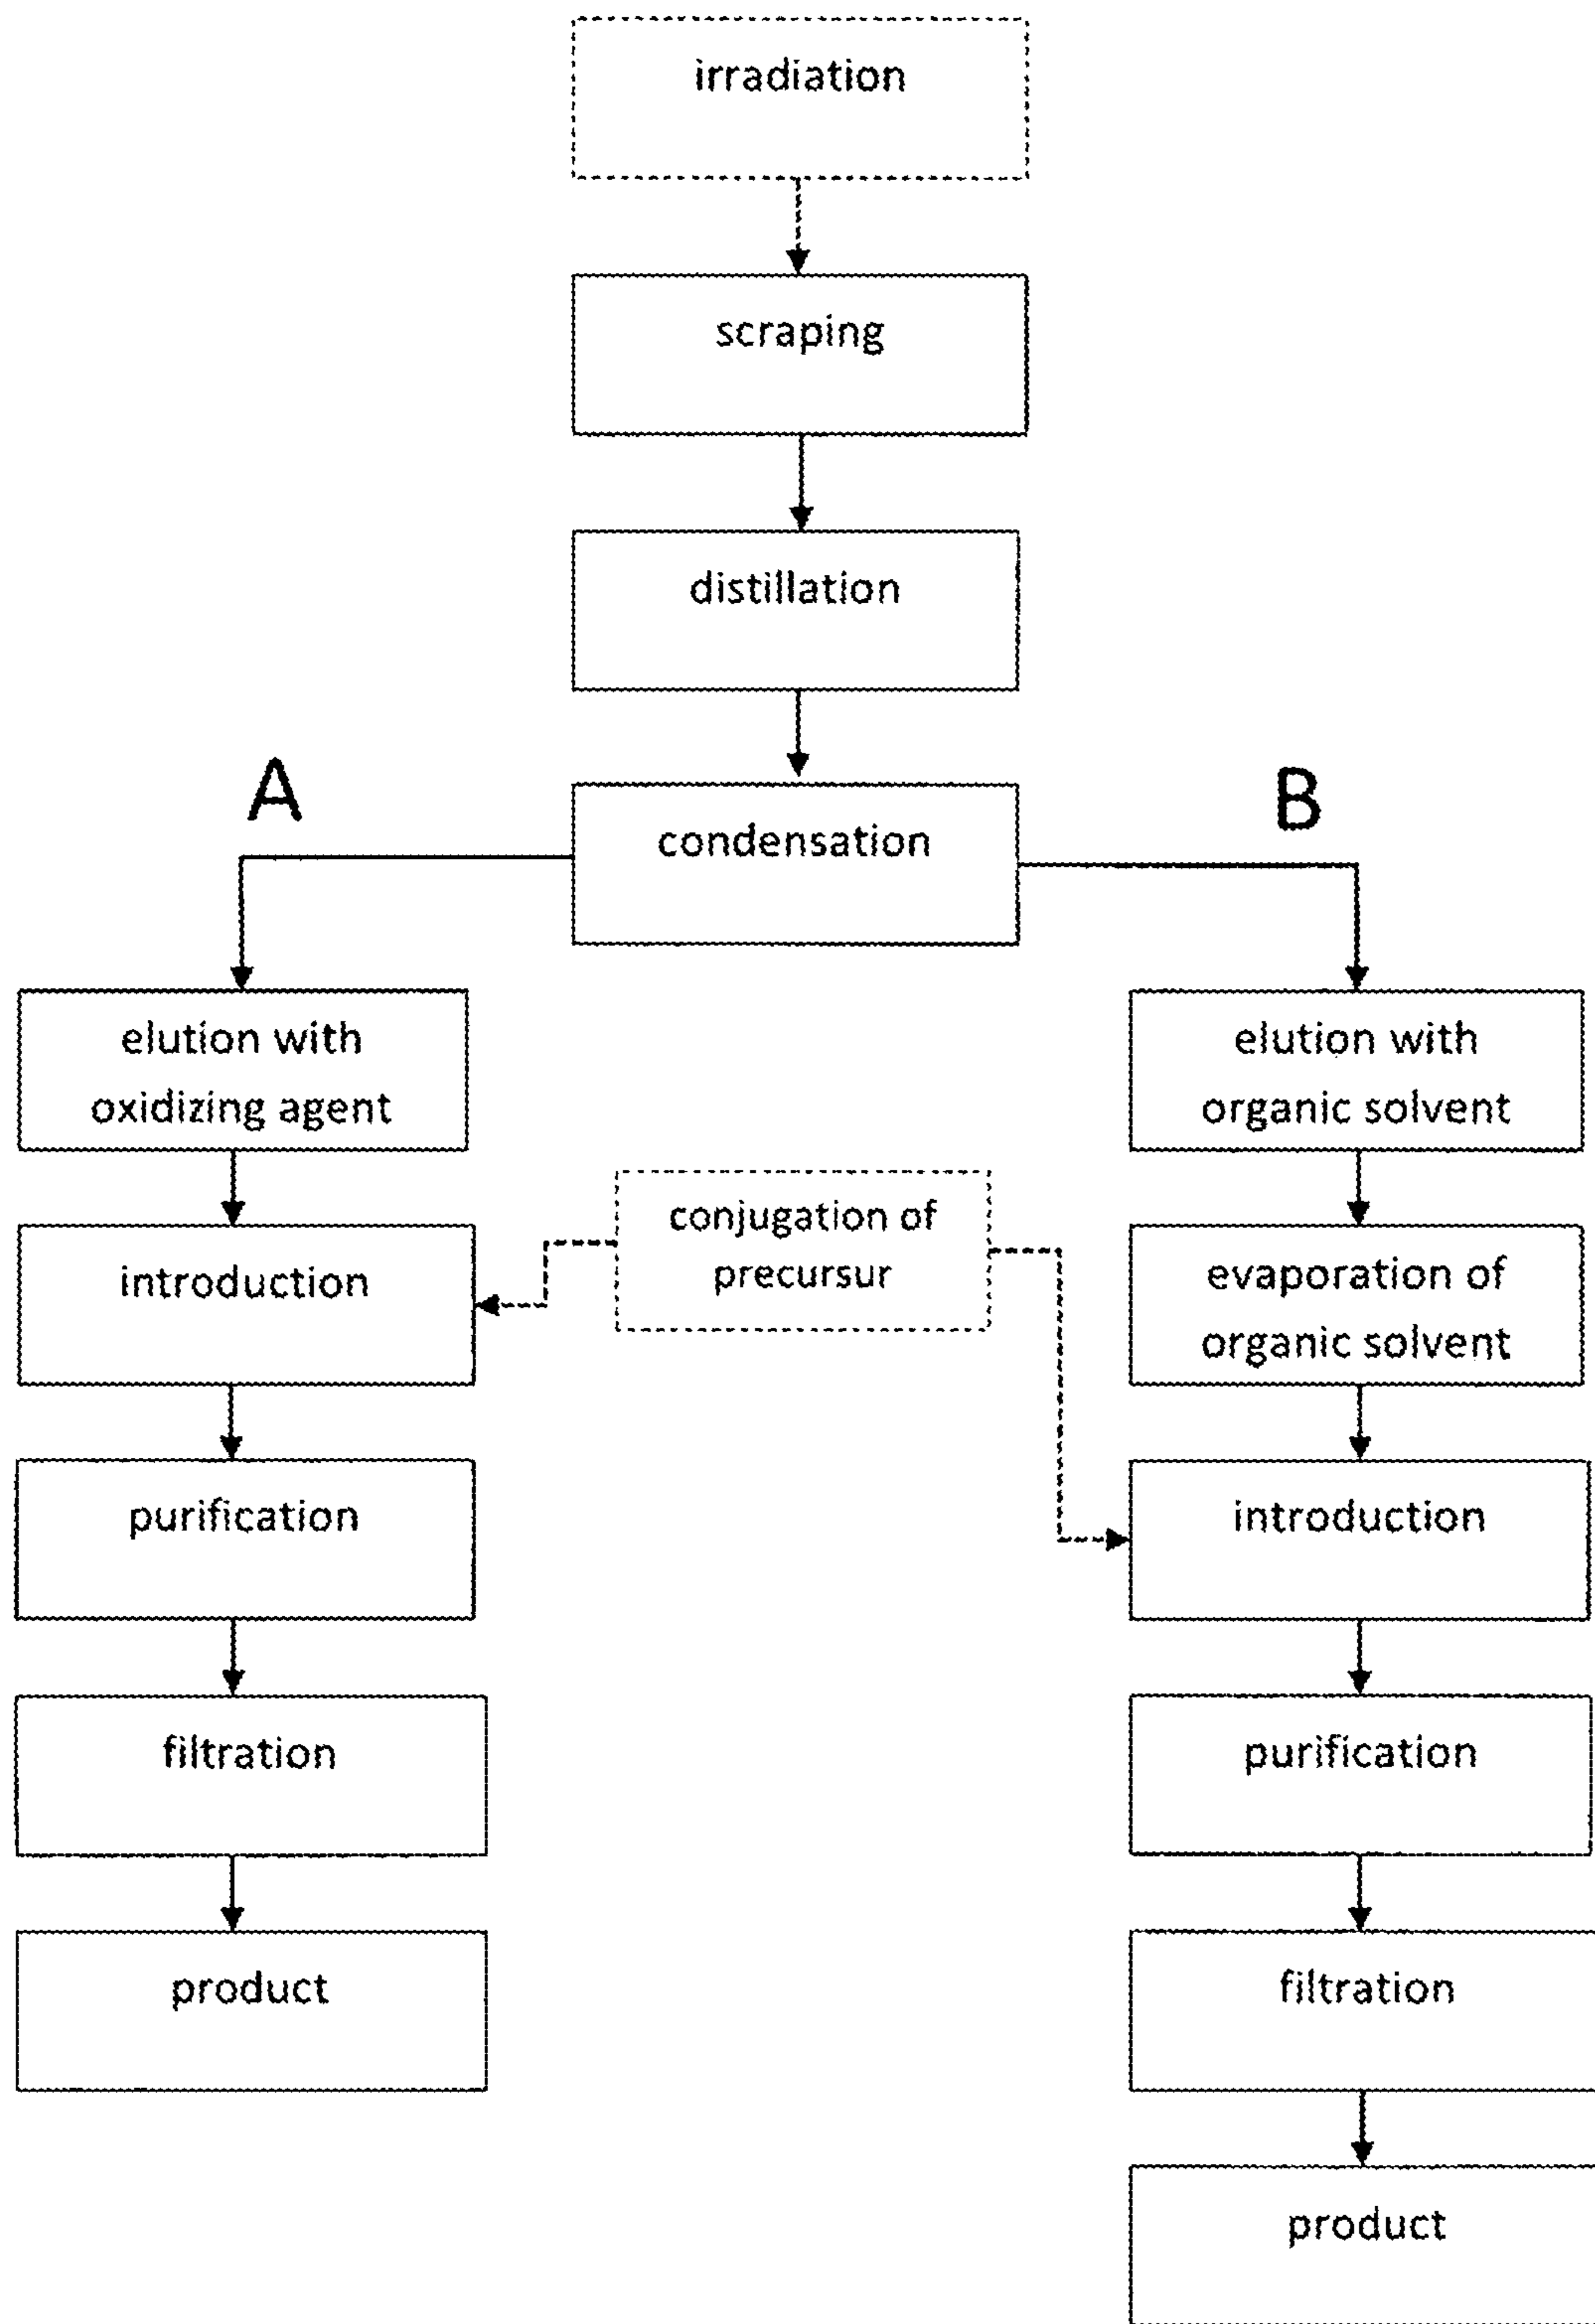 irradiation
scraping
distillation
A
condensation
B
elution with
oxidizing agent
introduction
purification
filtration
product
conjugation of
precursur
elution with
organic solvent
evaporation of
organic solvent
introduction
purification
filtration
product